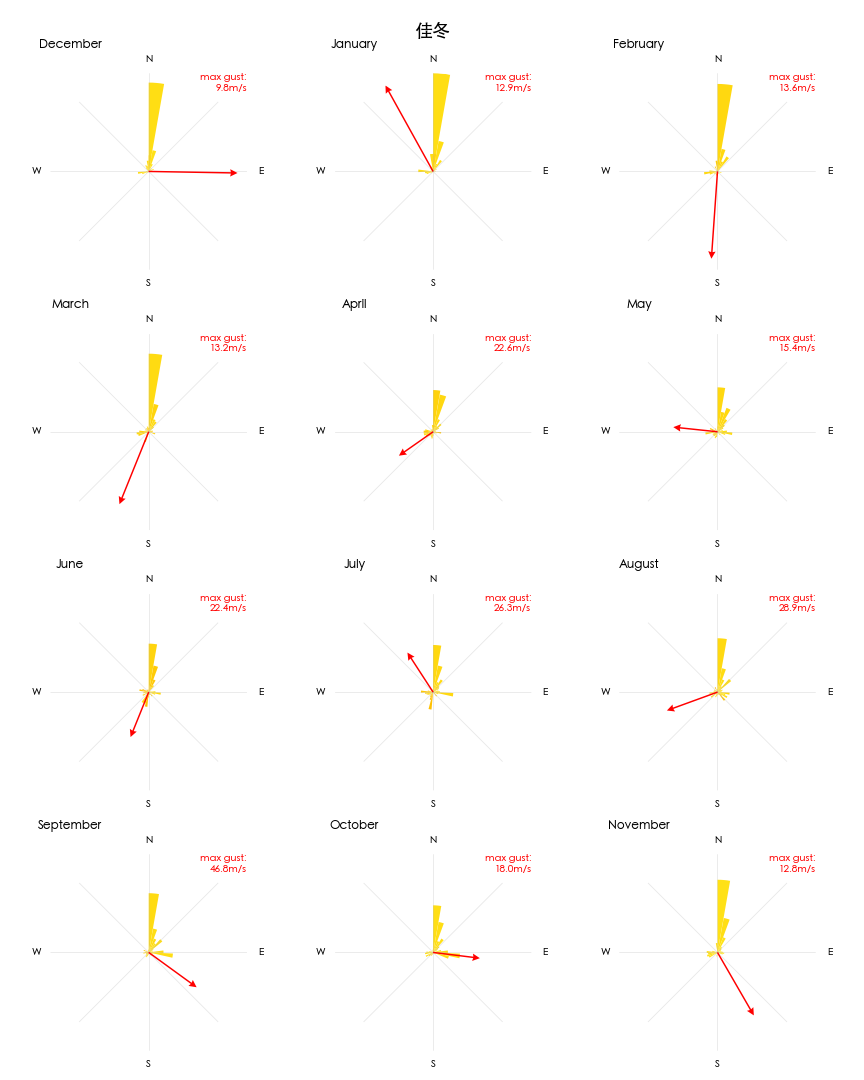 佳冬
December
N
max gust:
9.8m/s
W
E
S
January
N
max gust:
12.9m/s
W
E
S
February
N
max gust:
13.6m/s
W
E
S
March
N
max gust:
13.2m/s
W
E
S
April
N
max gust:
22.6m/s
W
E
S
May
N
max gust:
15.4m/s
W
E
S
June
N
max gust:
22.4m/s
W
E
S
July
N
max gust:
26.3m/s
W
E
S
August
N
max gust:
28.9m/s
W
E
S
September
N
max gust:
46.8m/s
W
E
S
October
N
max gust:
18.0m/s
W
E
S
November
N
max gust:
12.8m/s
W
E
S